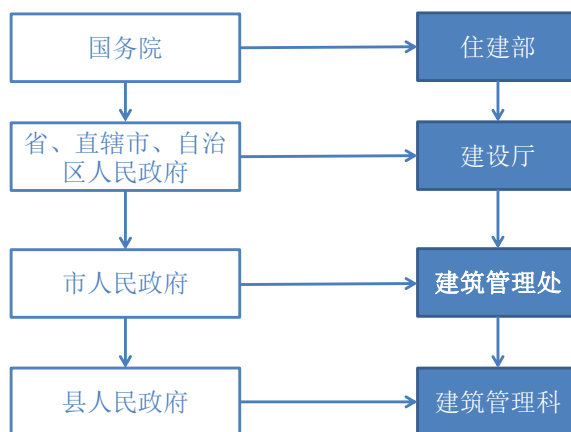 国务院
住建部
省、直辖市、自治
区人民政府
建设厅
市人民政府
建筑管理处
县人民政府
建筑管理科